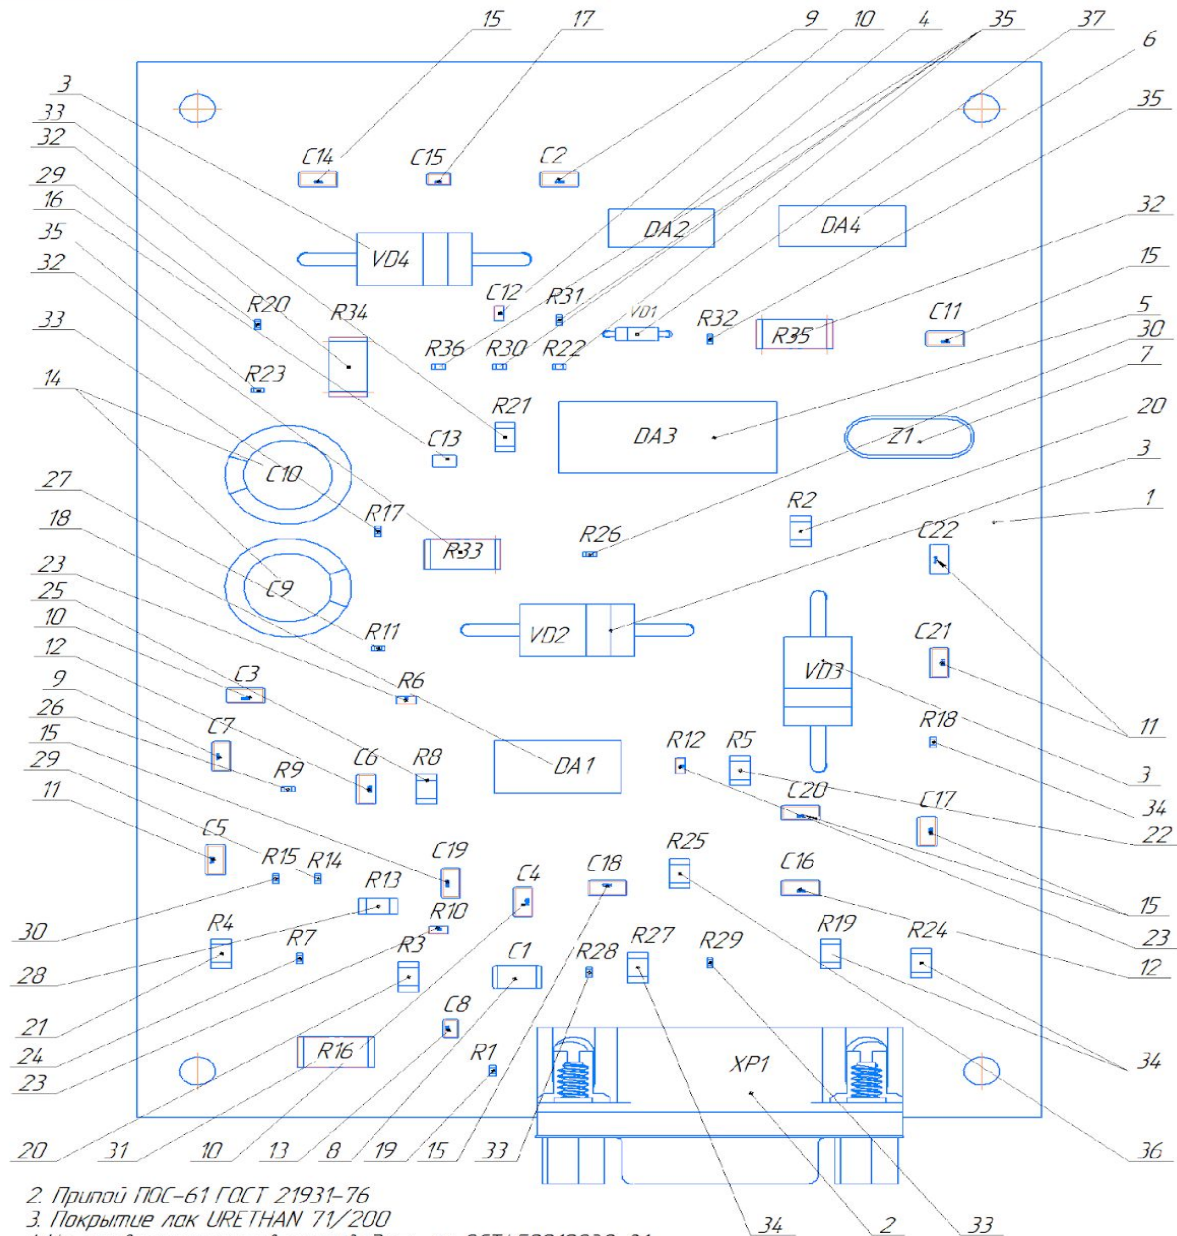 15 17 9 10 4 35 37
3 6
33 35
32
29 C14 C15 C2
16 DA2 DA4 32
35 VD4 15
32 C12 R31 VD1 C11 5
R20 R34 R32 R35
33 R36 R30 R22 30
R23 7
14 R21 DA3 Z1 20
C10 C13
27 3
R17 R2 1
18 R33 R26 C22
23 C9
25 VD2
R11 C21
10 VD3
12 C3 R6
9 C7 R18 11
26 C6 R8 DA1 R12 R5
15 R9 C20 3
29 C17 34
11 C5 22
R15 R14 C19 C4 C18 R25 C16
R13 15
30 R4 R10 23
R7 R3 C1 R28 R27 R29 R19 R24
28 12
21 C8
24 R16 R1 XP1 34
23
20 31 10 13 8 19 15 33 36
2. Припой ПОС-61 ГОСТ 21931-76
3. Покрытие лак URETHAN 71/200
34 2 33